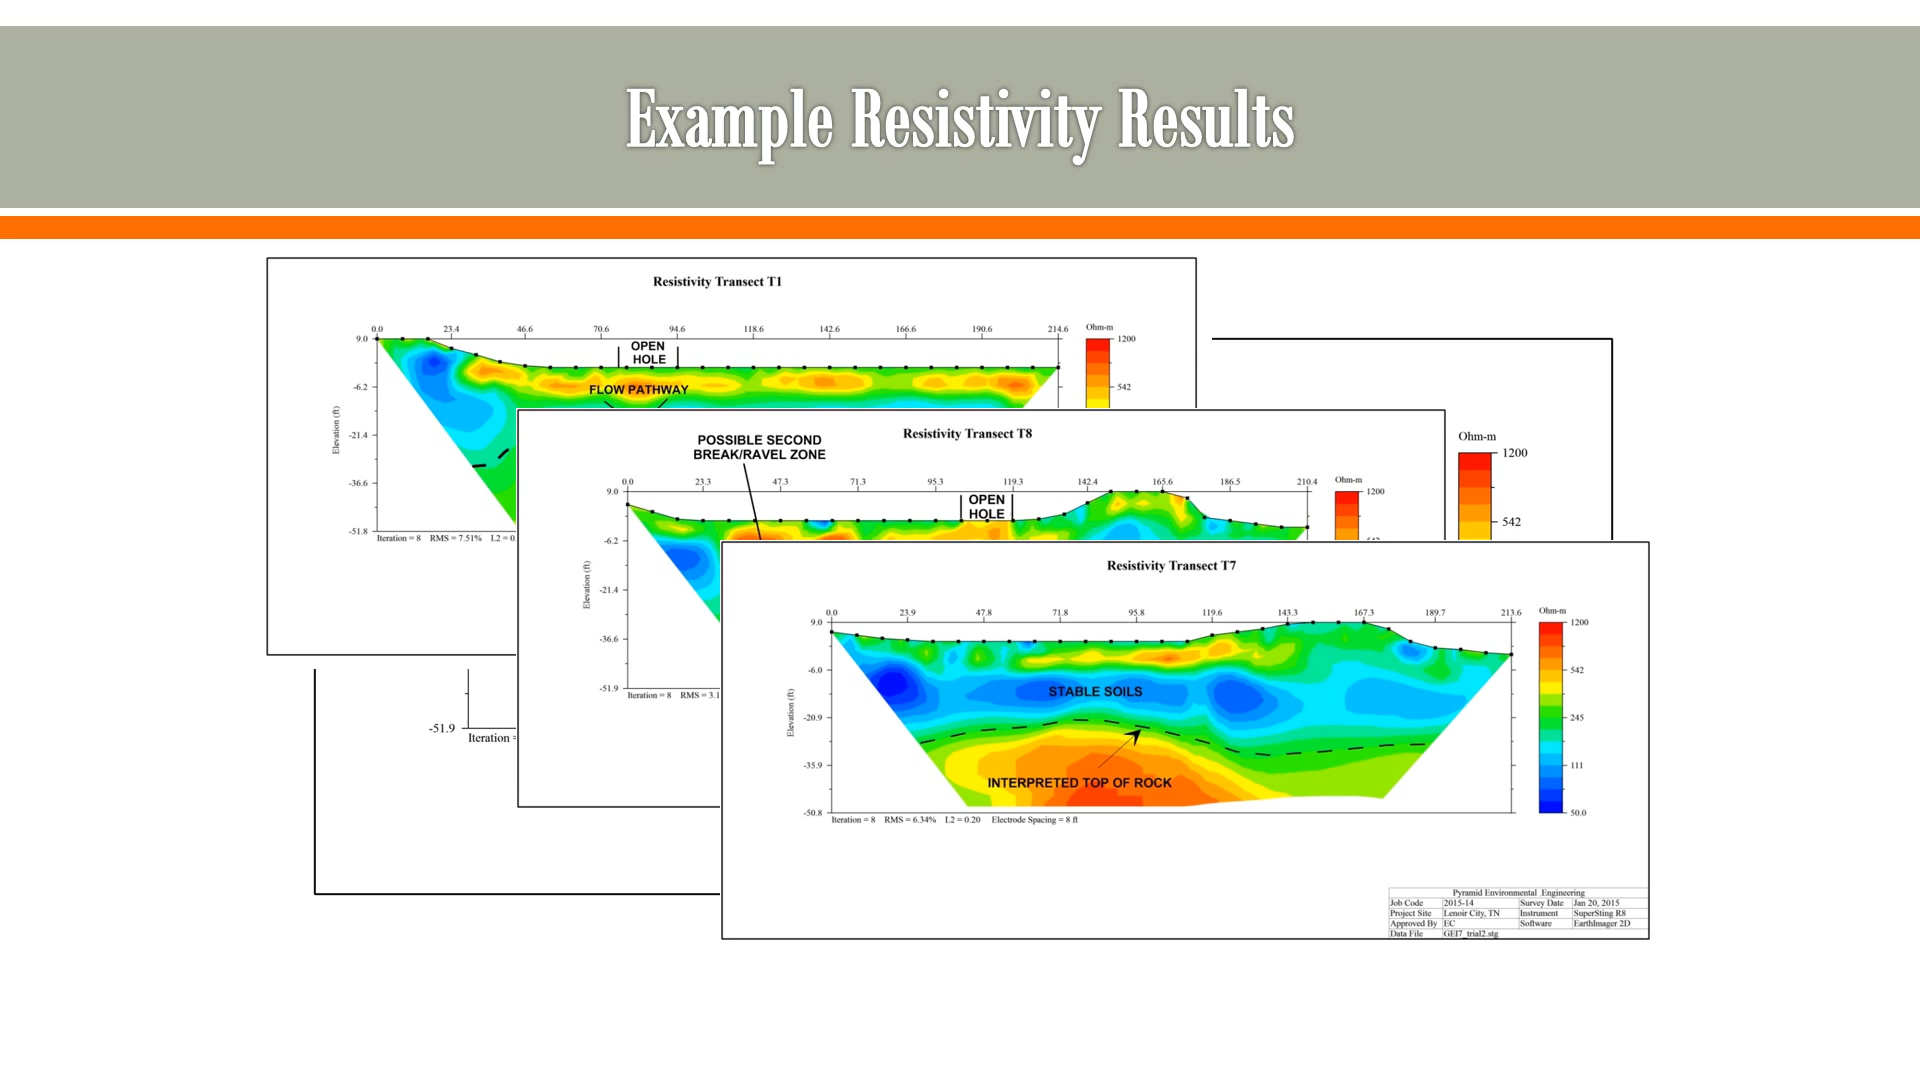 Example Resistivity Results
Resistivity Transect T1
0.0 23.4 46.6 70.6 94.6 118.6 142.6 166.6 190.6 214.6
Ohm-m
9.0
-6.2
-21.4
-36.6
-51.8
Elevation (ft)
OPEN
HOLE
FLOW PATHWAY
1200
542
Iteration = 8 RMS = 7.51% L2 = 0.
Ohm-m
1200
542
-51.9
Iteration =
Resistivity Transect T8
POSSIBLE SECOND
BREAK/RAVEL ZONE
0.0 23.3 47.3 71.3 95.3 119.3 142.4 165.6 186.5 210.4
Ohm-m
9.0
-6.2
-21.4
-36.6
-51.9
Elevation (ft)
OPEN
HOLE
1200
Iteration = 8 RMS = 3.1
Resistivity Transect T7
0.0 23.9 47.8 71.8 95.8 119.6 143.3 167.3 189.7 213.6
Ohm-m
9.0
-6.0
-20.9
-35.9
-50.8
Elevation (ft)
STABLE SOILS
INTERPRETED TOP OF ROCK
1200
542
245
111
50.0
Iteration = 8 RMS = 6.34% L2 = 0.20 Electrode Spacing = 8 ft
Pyramid Environmental Engineering
Job Code 2015-14 Survey Date Jan 20, 2015
Project Site Lenoir City, TN Instrument SuperSting R8
Approved By EC Software EarthImager 2D
Data File GEI7_trial2.stg